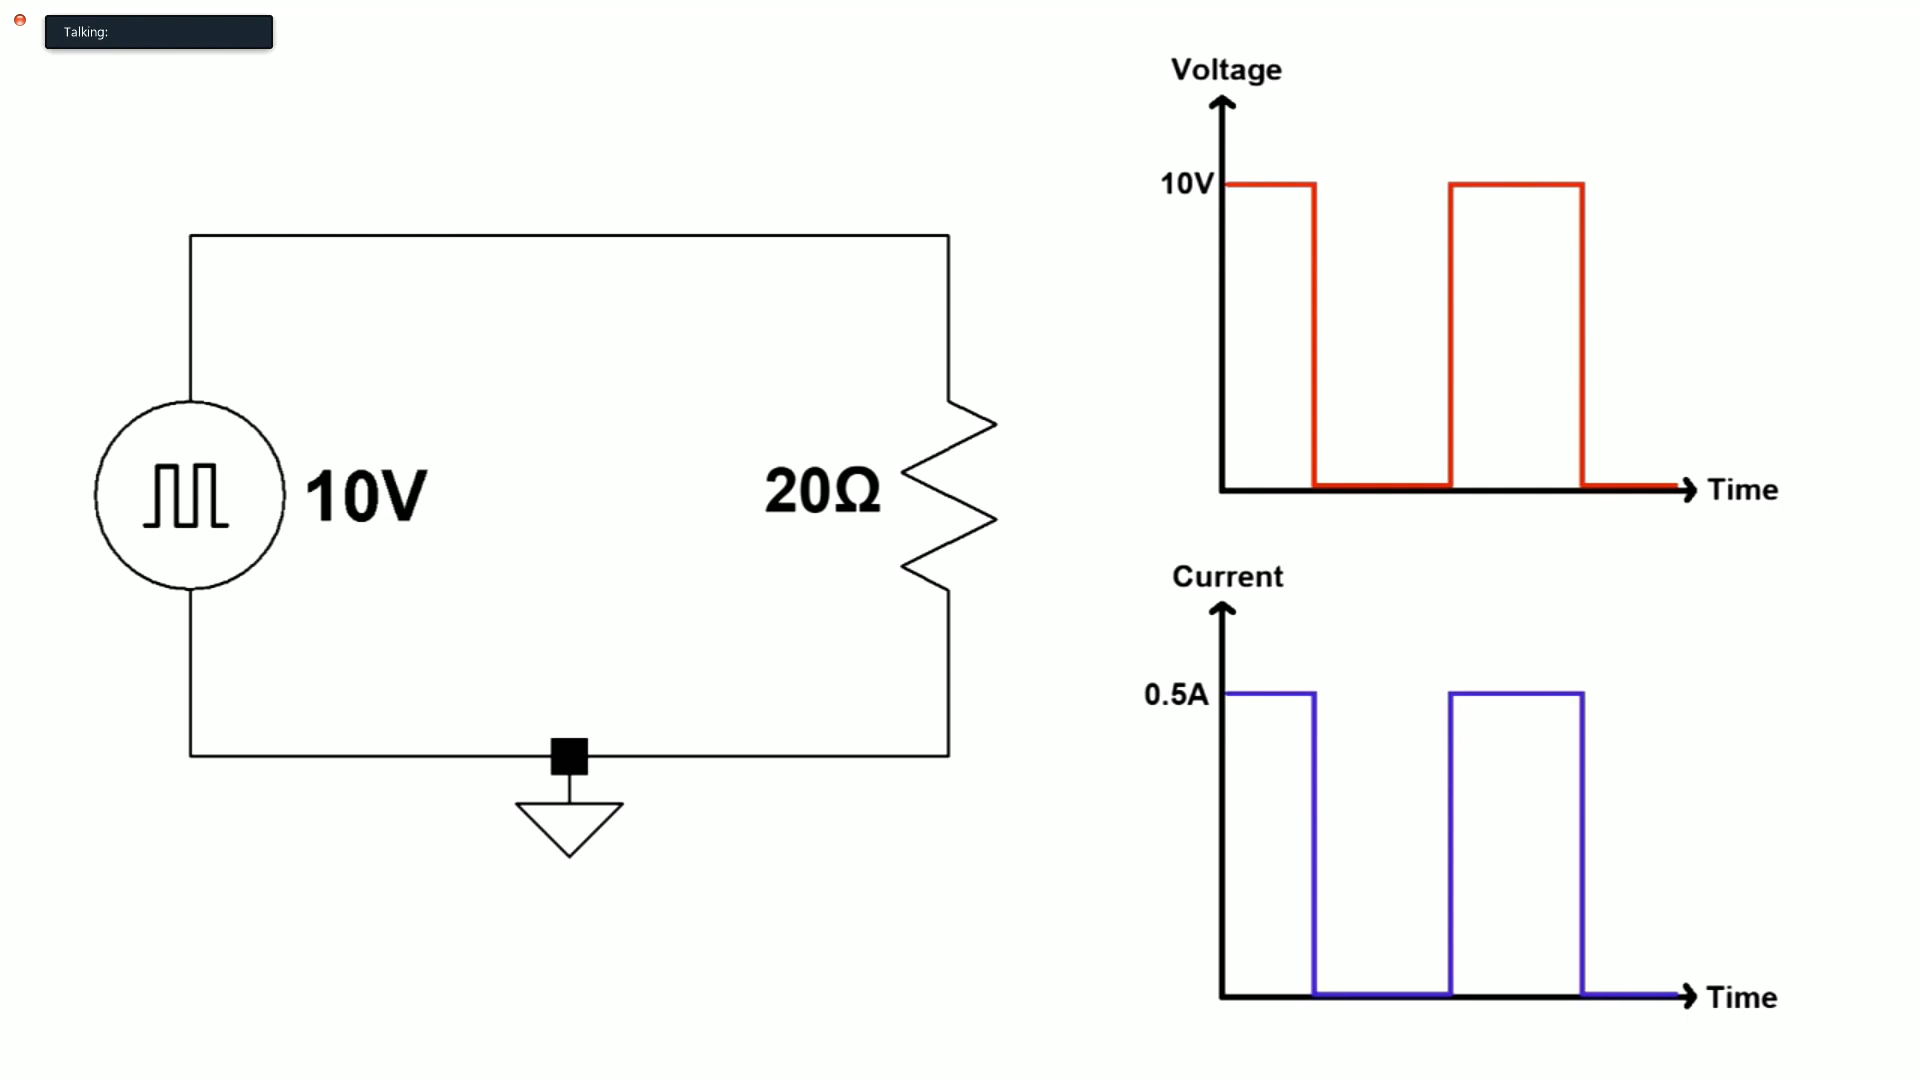 Talking:
Voltage
10V
Time
10V
20Ω
Current
0.5A
Time